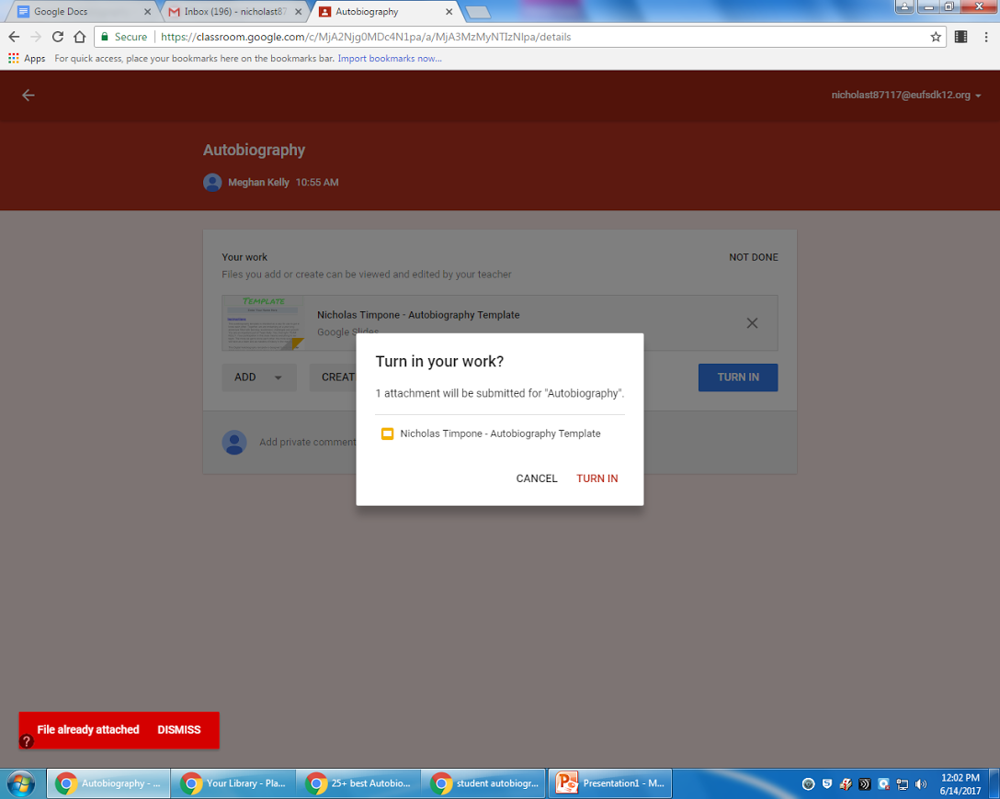 Google Docs
Inbox (196) - nicholast87
Autobiography
Secure
https://classroom.google.com/c/MjA2Njg0MDc4N1pa/a/MjA3MzMyNTIzNlpa/details
Apps
For quick access, place your bookmarks here on the bookmarks bar. Import bookmarks now...
nicholast87117@eufsdk12.org
Autobiography
Meghan Kelly 10:55 AM
Your work
NOT DONE
Files you add or create can be viewed and edited by your teacher
TEMPLATE
Nicholas Timpone - Autobiography Template
Google Slides
ADD
CREAT
TURN IN
Add private comment
Turn in your work?
1 attachment will be submitted for "Autobiography".
Nicholas Timpone - Autobiography Template
CANCEL
TURN IN
File already attached
DISMISS
?
Autobiography - ...
Your Library - Pla...
25+ best Autobio...
student autobiogr...
Presentation1 - M...
12:02 PM
6/14/2017